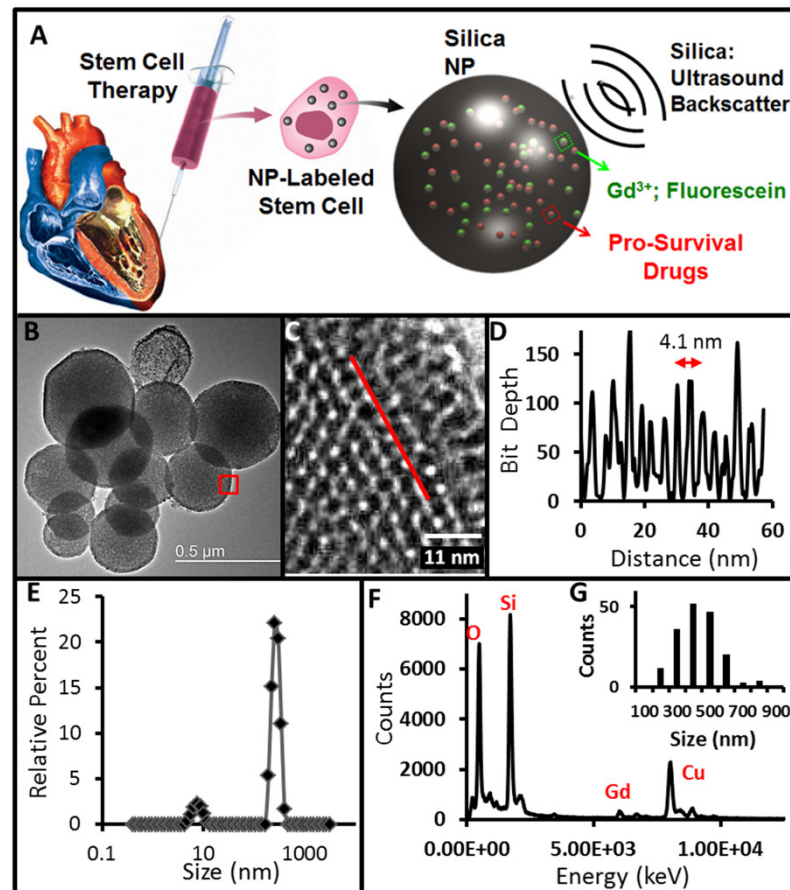 A
Stem Cell
Therapy
NP-Labeled
Stem Cell
Silica
NP
Silica:
Ultrasound
Backscatter
Gd³⁺; Fluorescein
Pro-Survival
Drugs
B
0.5 µm
C
11 nm
D
4.1 nm
150
100
50
0
Bit Depth
0 20 40 60
Distance (nm)
E
25
20
15
10
5
0
Relative Percent
0.1 10 1000
Size (nm)
F
O
Si
Gd
Cu
8000
6000
4000
2000
0
Counts
0.00E+00 5.00E+03 1.00E+04
Energy (keV)
G
50
0
Counts
100 300 500 700 900
Size (nm)